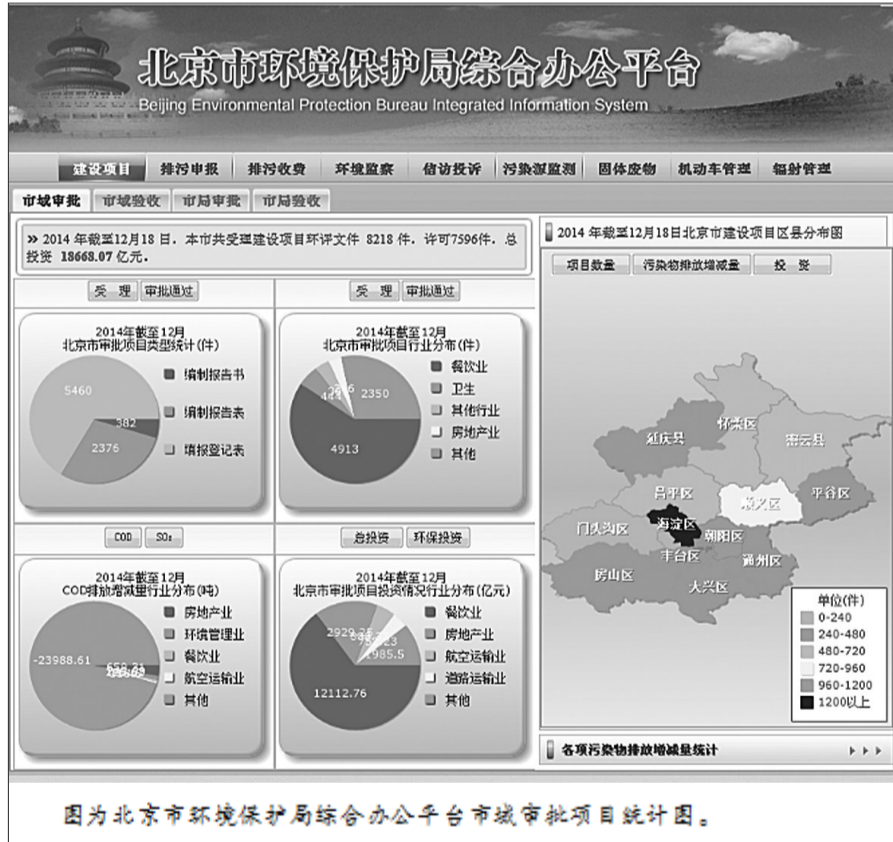 北京市环境保护局综合办公平台
Beijing Environmental Protection Bureau Integrated Information System
建设项目 排污申报 排污收费 环境监察 信访投诉 污染源监测 固体废物 机动车管理 辐射管理
市域审批 市域验收 市局审批 市局验收
» 2014 年截至12月18 日，本市共受理建设项目环评文件 8218 件，许可7596件，总
投资 18668.07 亿元。
受 理 审批通过
2014年截至12月
北京市审批项目类型统计(件)
5460
382
2376
编制报告书
编制报告表
填报登记表
受 理 审批通过
2014年截至12月
北京市审批项目行业分布(件)
2350
4913
餐饮业
卫生
其他行业
房地产业
其他
COD SO₂
2014年截至12月
COD排放增减量行业分布(吨)
-23988.61
房地产业
环境管理业
餐饮业
航空运输业
其他
总投资 环保投资
2014年截至12月
北京市审批项目投资情况行业分布(亿元)
2929.25
1985.5
12112.76
餐饮业
房地产业
航空运输业
道路运输业
其他
2014 年截至12月18日北京市建设项目区县分布图
项目数量 污染物排放增减量 投 资
怀柔区
延庆县
密云县
昌平区
顺义区
平谷区
海淀区
门头沟区
朝阳区
丰台区
通州区
房山区
大兴区
单位(件)
0-240
240-480
480-720
720-960
960-1200
1200以上
各项污染物排放增减量统计
图为北京市环境保护局综合办公平台市域审批项目统计图。